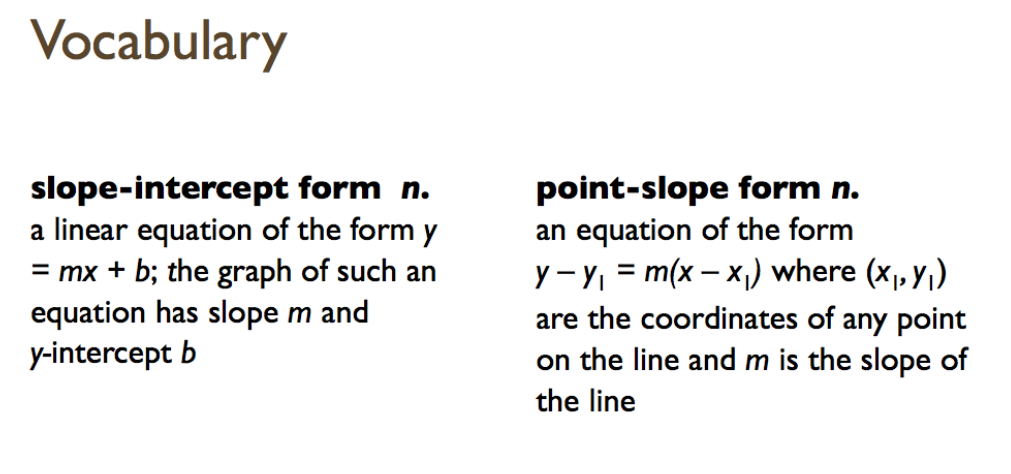 Vocabulary
slope-intercept form n.
a linear equation of the form y
= mx + b; the graph of such an
equation has slope m and
y-intercept b
point-slope form n.
an equation of the form
y – y₁ = m(x – x₁) where (x₁, y₁)
are the coordinates of any point
on the line and m is the slope of
the line